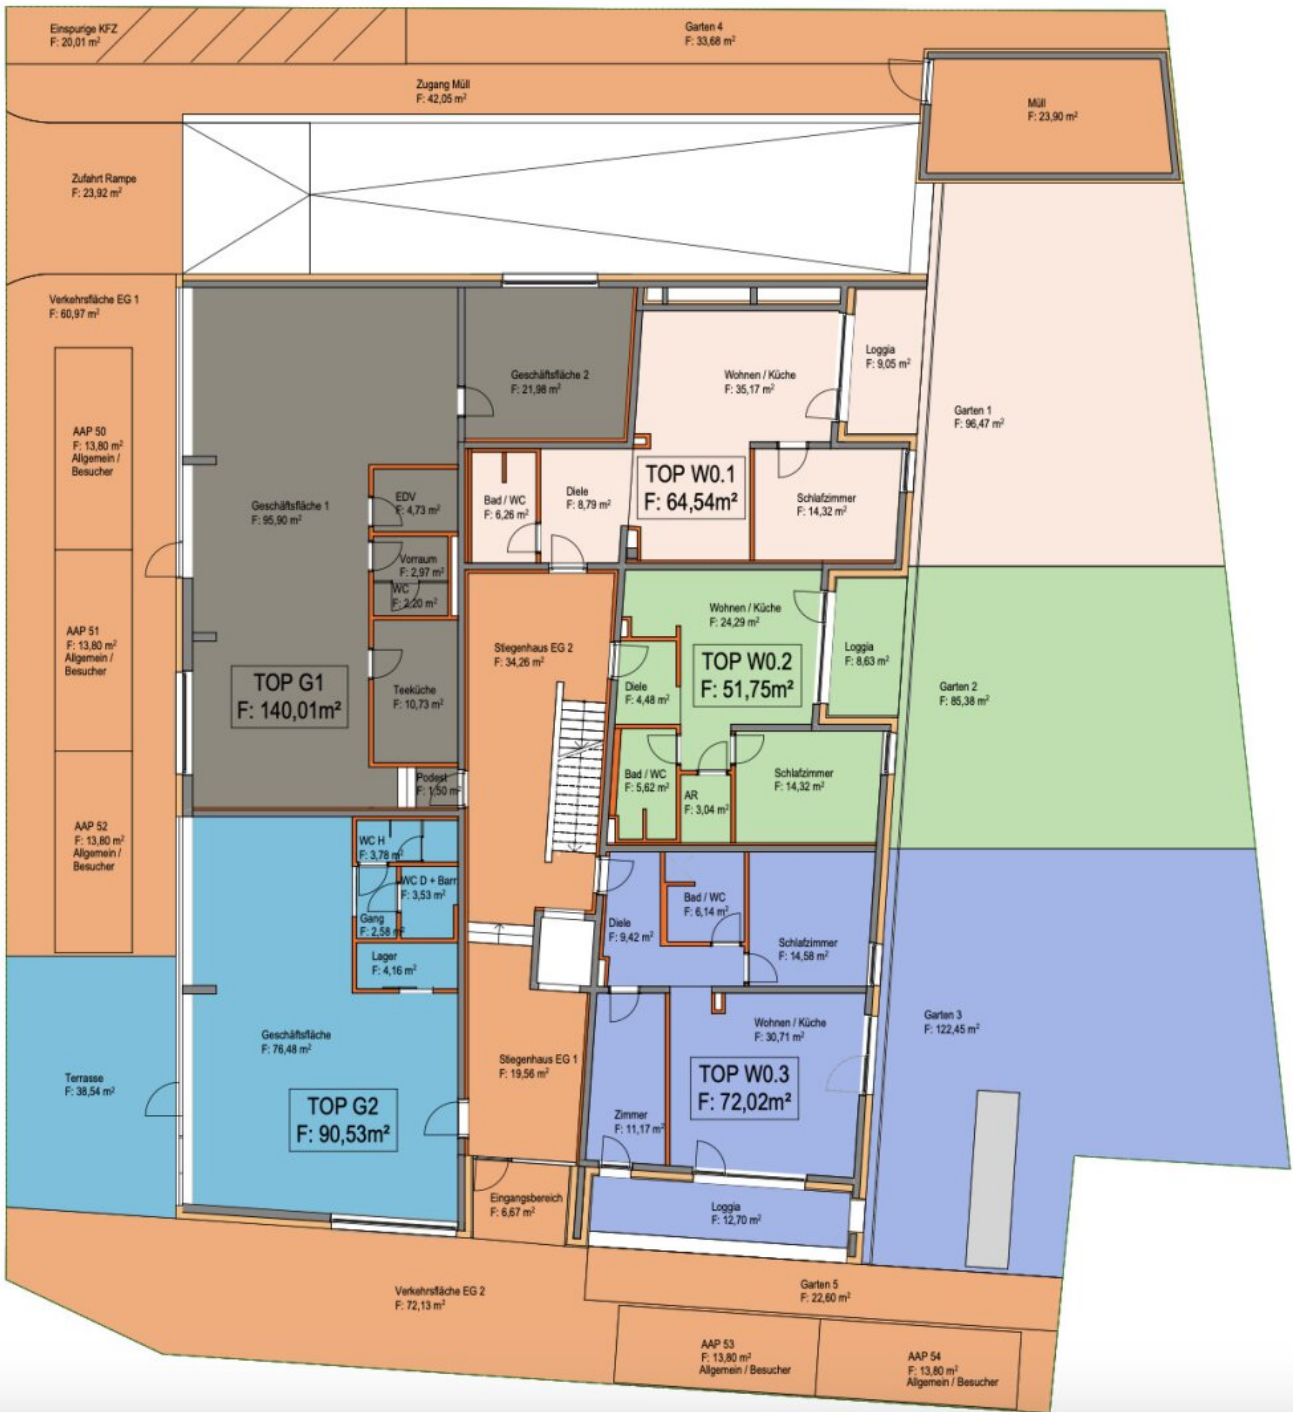 Einspurige KFZ
F: 20,01 m²
Garten 4
F: 33,68 m²
Zugang Müll
F: 42,05 m²
Müll
F: 23,90 m²
Zufahrt Rampe
F: 23,92 m²
Verkehrsfläche EG 1
F: 60,97 m²
Geschäftsfläche 2
F: 21,98 m²
Wohnen / Küche
F: 35,17 m²
Loggia
F: 9,05 m²
Garten 1
F: 96,47 m²
AAP 50
F: 13,80 m²
Allgemein /
Besucher
Geschäftsfläche 1
F: 95,90 m²
EDV
F: 4,73 m²
Bad / WC
F: 6,26 m²
Diele
F: 8,79 m²
TOP W0.1
F: 64,54m²
Schlafzimmer
F: 14,32 m²
Vorraum
F: 2,97 m²
WC
F: 2,20 m²
AAP 51
F: 13,80 m²
Allgemein /
Besucher
Stiegenhaus EG 2
F: 34,26 m²
Wohnen / Küche
F: 24,29 m²
Loggia
F: 8,63 m²
TOP W0.2
F: 51,75m²
Diele
F: 4,48 m²
Garten 2
F: 85,38 m²
TOP G1
F: 140,01m²
Teeküche
F: 10,73 m²
Podest
F: 1,50 m²
Bad / WC
F: 5,62 m²
AR
F: 3,04 m²
Schlafzimmer
F: 14,32 m²
AAP 52
F: 13,80 m²
Allgemein /
Besucher
WC H
F: 3,78 m²
WC D + Barr
F: 3,53 m²
Gang
F: 2,58 m²
Lager
F: 4,16 m²
Diele
F: 9,42 m²
Bad / WC
F: 6,14 m²
Schlafzimmer
F: 14,58 m²
Garten 3
F: 122,45 m²
Geschäftsfläche
F: 76,48 m²
Stiegenhaus EG 1
F: 19,56 m²
Wohnen / Küche
F: 30,71 m²
TOP W0.3
F: 72,02m²
Terrasse
F: 38,54 m²
TOP G2
F: 90,53m²
Zimmer
F: 11,17 m²
Eingangsbereich
F: 6,67 m²
Loggia
F: 12,70 m²
Verkehrsfläche EG 2
F: 72,13 m²
Garten 5
F: 22,60 m²
AAP 53
F: 13,80 m²
Allgemein / Besucher
AAP 54
F: 13,80 m²
Allgemein / Besucher